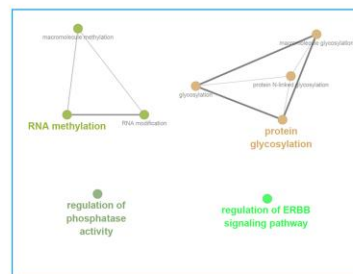 macromolecule methylation
RNA methylation
RNA modification
macromolecule glycosylation
protein N-linked glycosylation
glycosylation
protein
glycosylation
regulation of
phosphatase
activity
regulation of ERBB
signaling pathway